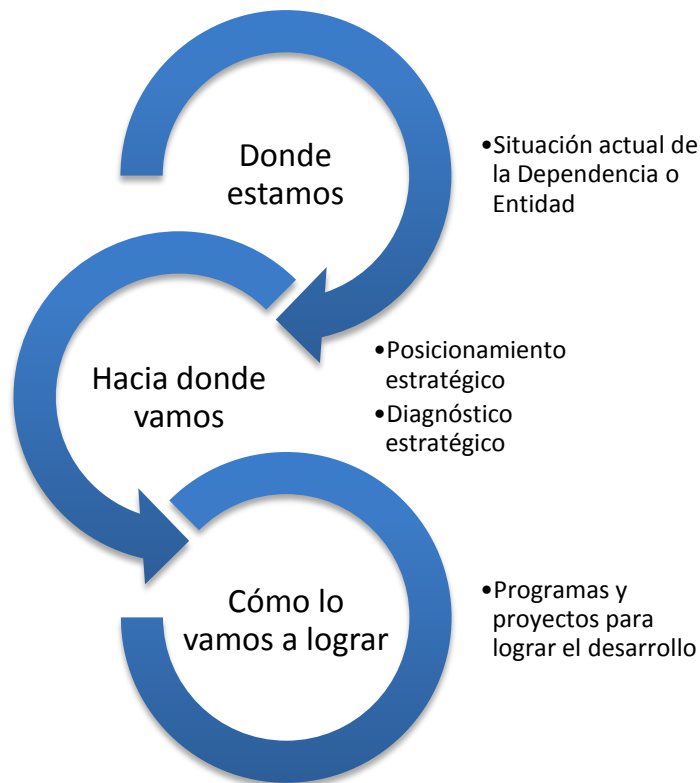 Donde
estamos
•Situación actual de
la Dependencia o
Entidad
Hacia donde
vamos
•Posicionamiento
estratégico
•Diagnóstico
estratégico
Cómo lo
vamos a lograr
•Programas y
proyectos para
lograr el desarrollo